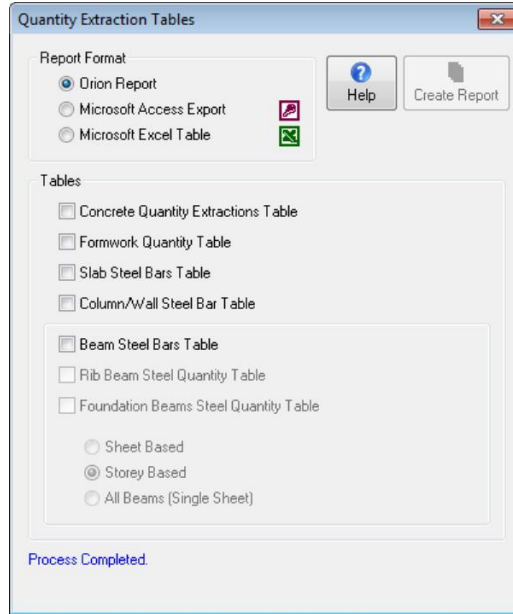 Quantity Extraction Tables
Report Format
Orion Report
Microsoft Access Export
Microsoft Excel Table
Help
Create Report
Tables
Concrete Quantity Extractions Table
Formwork Quantity Table
Slab Steel Bars Table
Column/Wall Steel Bar Table
Beam Steel Bars Table
Rib Beam Steel Quantity Table
Foundation Beams Steel Quantity Table
Sheet Based
Storey Based
All Beams (Single Sheet)
Process Completed.